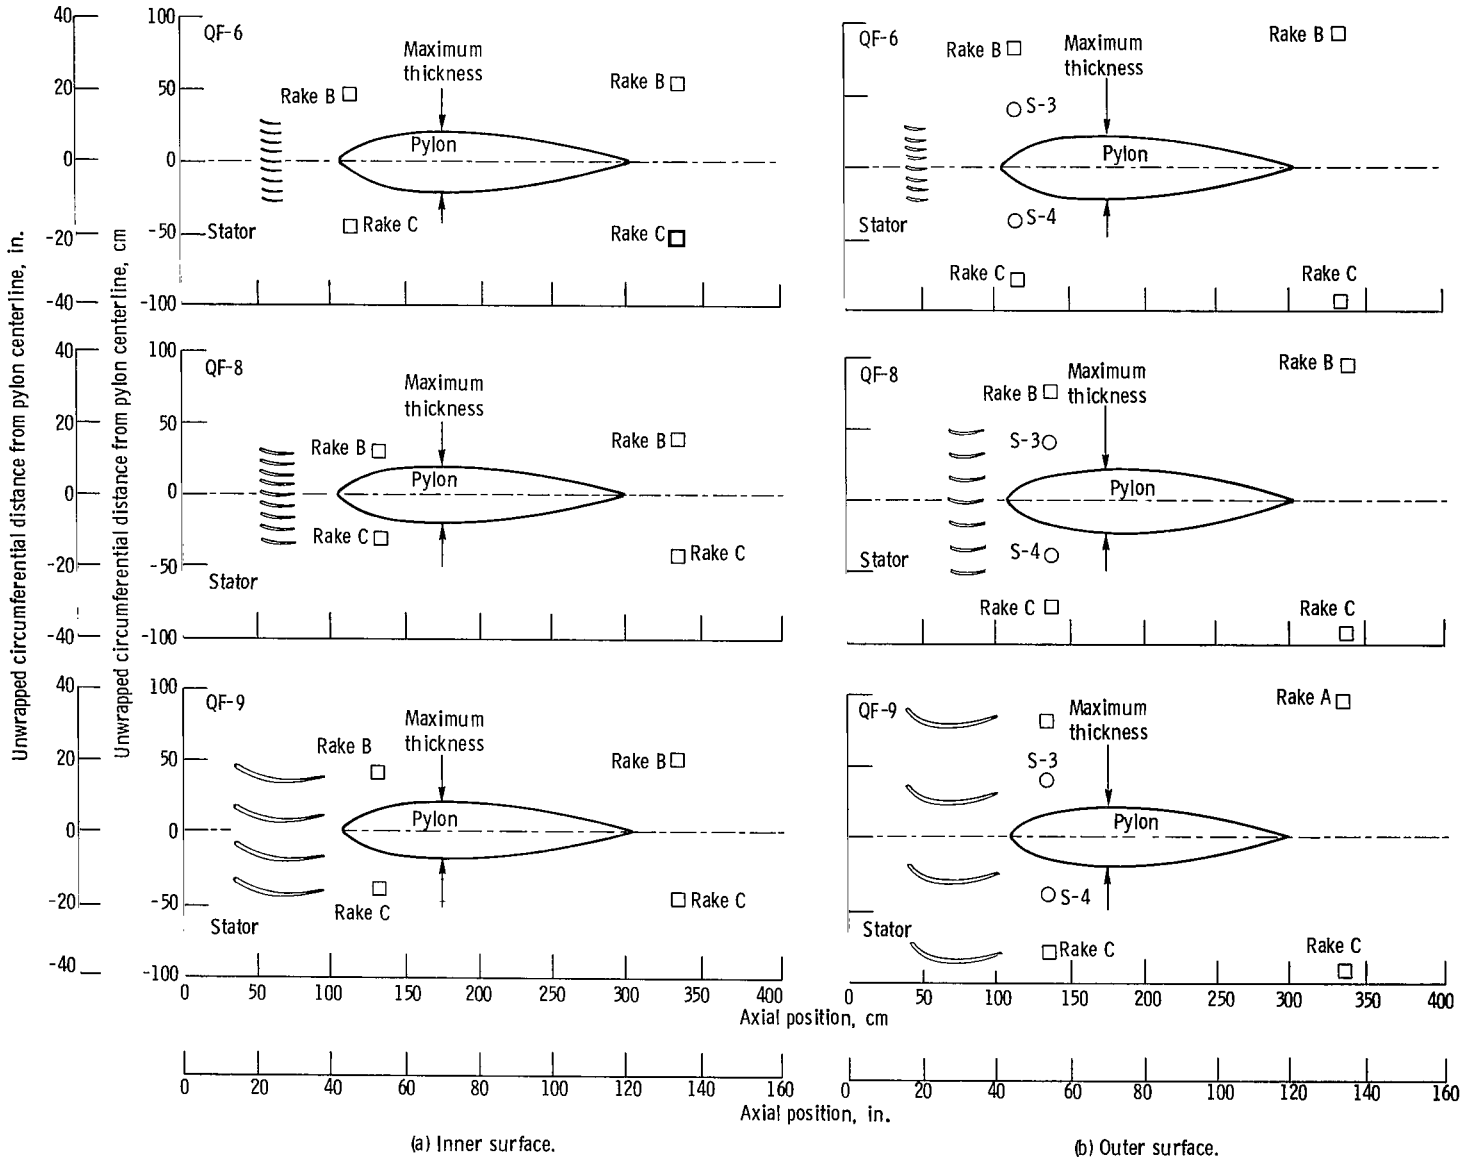 Unwrapped circumferential distance from pylon centerline, in.
Unwrapped circumferential distance from pylon centerline, cm
40
20
0
-20
-40
100
50
0
-50
-100
QF-6
Maximum
thickness
Rake B
Rake B
Pylon
Rake C
Rake C
Stator
QF-6
Rake B
Maximum
thickness
Rake B
S-3
Pylon
S-4
Stator
Rake C
Rake C
40
20
0
-20
-40
100
50
0
-50
-100
QF-8
Maximum
thickness
Rake B
Rake B
Pylon
Rake C
Rake C
Stator
QF-8
Rake B
Maximum
thickness
Rake B
S-3
Pylon
S-4
Stator
Rake C
Rake C
40
20
0
-20
-40
100
50
0
-50
-100
QF-9
Maximum
thickness
Rake B
Rake B
Pylon
Rake C
Rake C
Stator
0 50 100 150 200 250 300 350 400
QF-9
Maximum
thickness
Rake A
S-3
Pylon
S-4
Stator
Rake C
Rake C
0 50 100 150 200 250 300 350 400
Axial position, cm
0 20 40 60 80 100 120 140 160
0 20 40 60 80 100 120 140 160
Axial position, in.
(a) Inner surface.
(b) Outer surface.